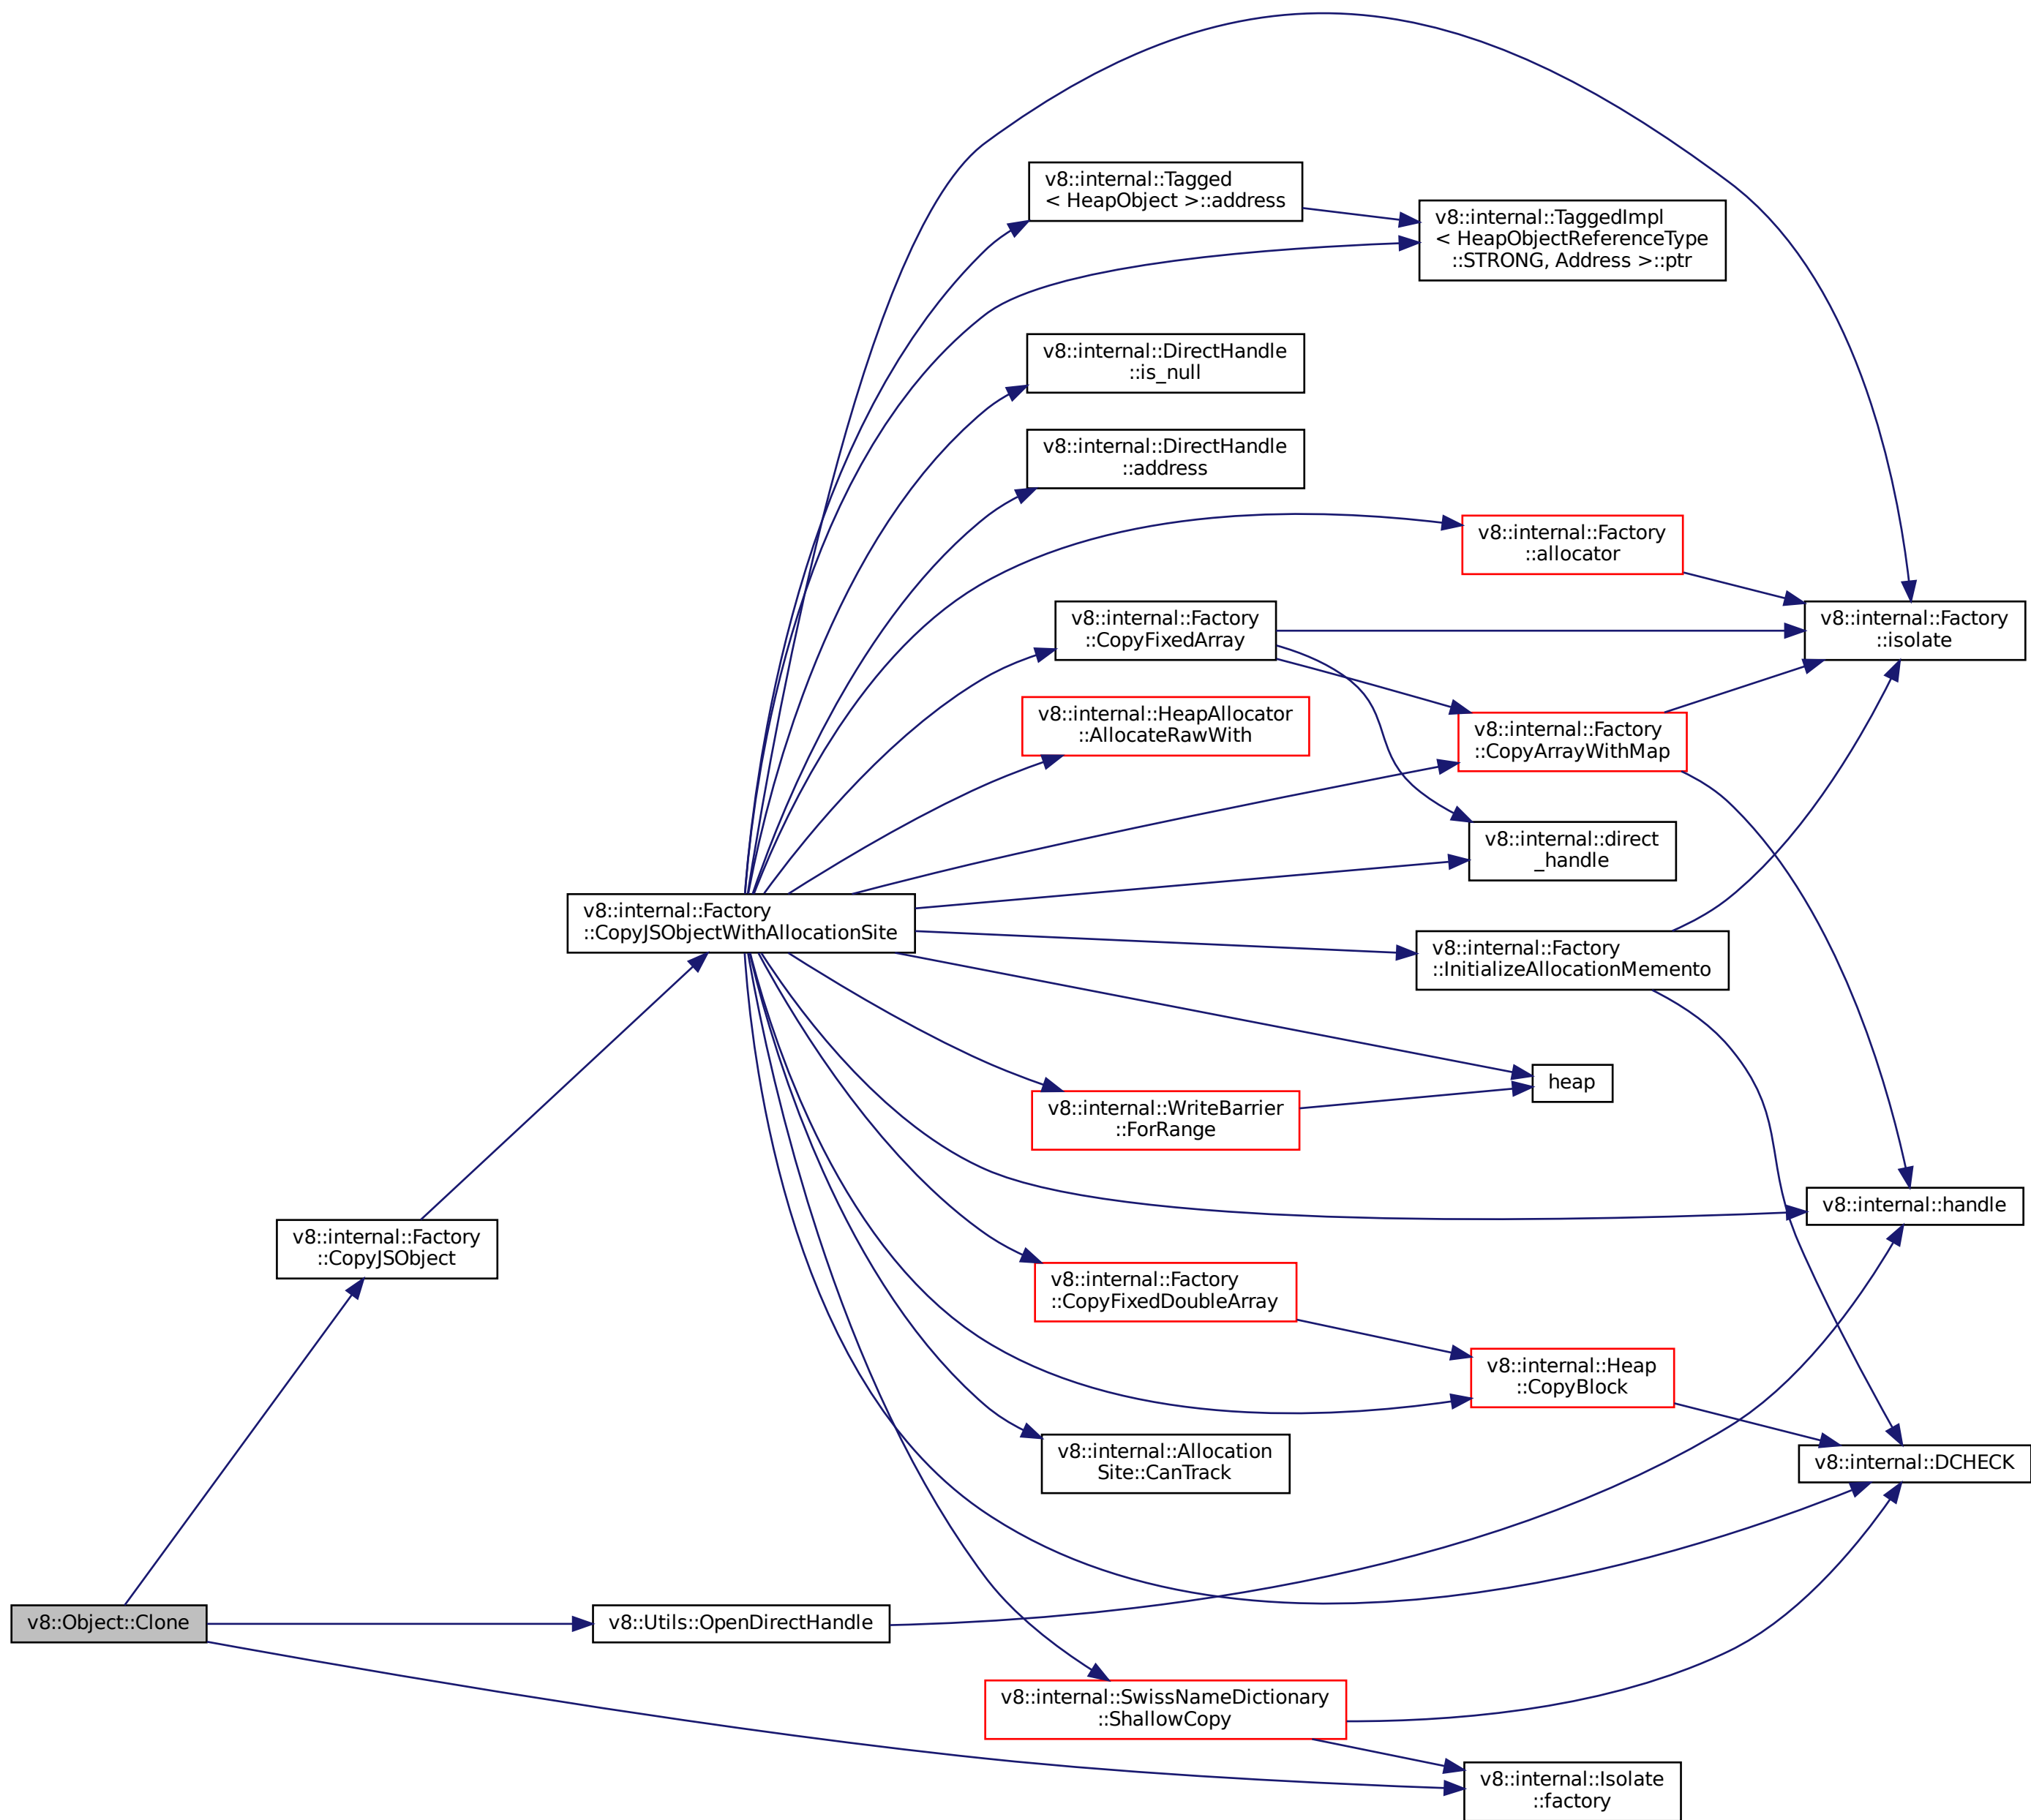 v8::internal::Tagged
< HeapObject >::address
v8::internal::TaggedImpl
< HeapObjectReferenceType
::STRONG, Address >::ptr
v8::internal::DirectHandle
::is_null
v8::internal::DirectHandle
::address
v8::internal::Factory
::allocator
v8::internal::Factory
::CopyFixedArray
v8::internal::Factory
::isolate
v8::internal::HeapAllocator
::AllocateRawWith
v8::internal::Factory
::CopyArrayWithMap
v8::internal::direct
_handle
v8::internal::Factory
::CopyJSObjectWithAllocationSite
v8::internal::Factory
::InitializeAllocationMemento
heap
v8::internal::WriteBarrier
::ForRange
v8::internal::handle
v8::internal::Factory
::CopyJSObject
v8::internal::Factory
::CopyFixedDoubleArray
v8::internal::Heap
::CopyBlock
v8::internal::Allocation
Site::CanTrack
v8::internal::DCHECK
v8::Object::Clone
v8::Utils::OpenDirectHandle
v8::internal::SwissNameDictionary
::ShallowCopy
v8::internal::Isolate
::factory